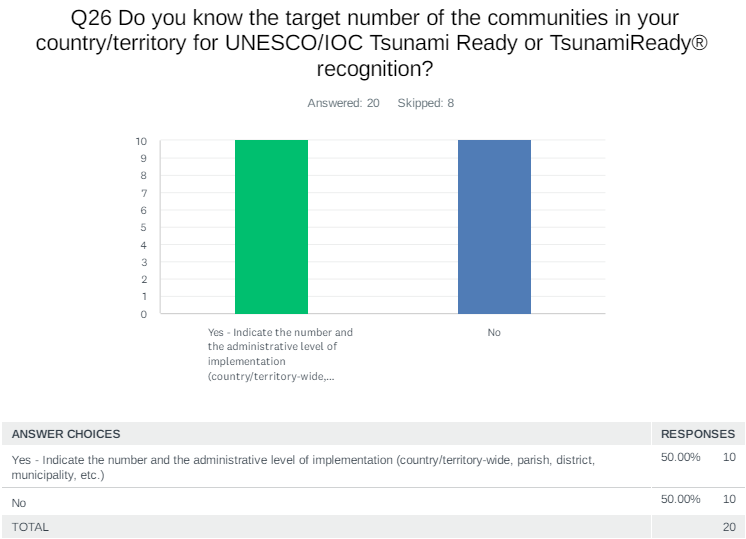 Q26 Do you know the target number of the communities in your
country/territory for UNESCO/IOC Tsunami Ready or TsunamiReady®
recognition?
Answered: 20 Skipped: 8
10
9
8
7
6
5
4
3
2
1
0
Yes - Indicate the number and
the administrative level of
implementation
(country/territory-wide,...
No
ANSWER CHOICES RESPONSES
Yes - Indicate the number and the administrative level of implementation (country/territory-wide, parish, district, 50.00% 10
municipality, etc.)
No 50.00% 10
TOTAL 20